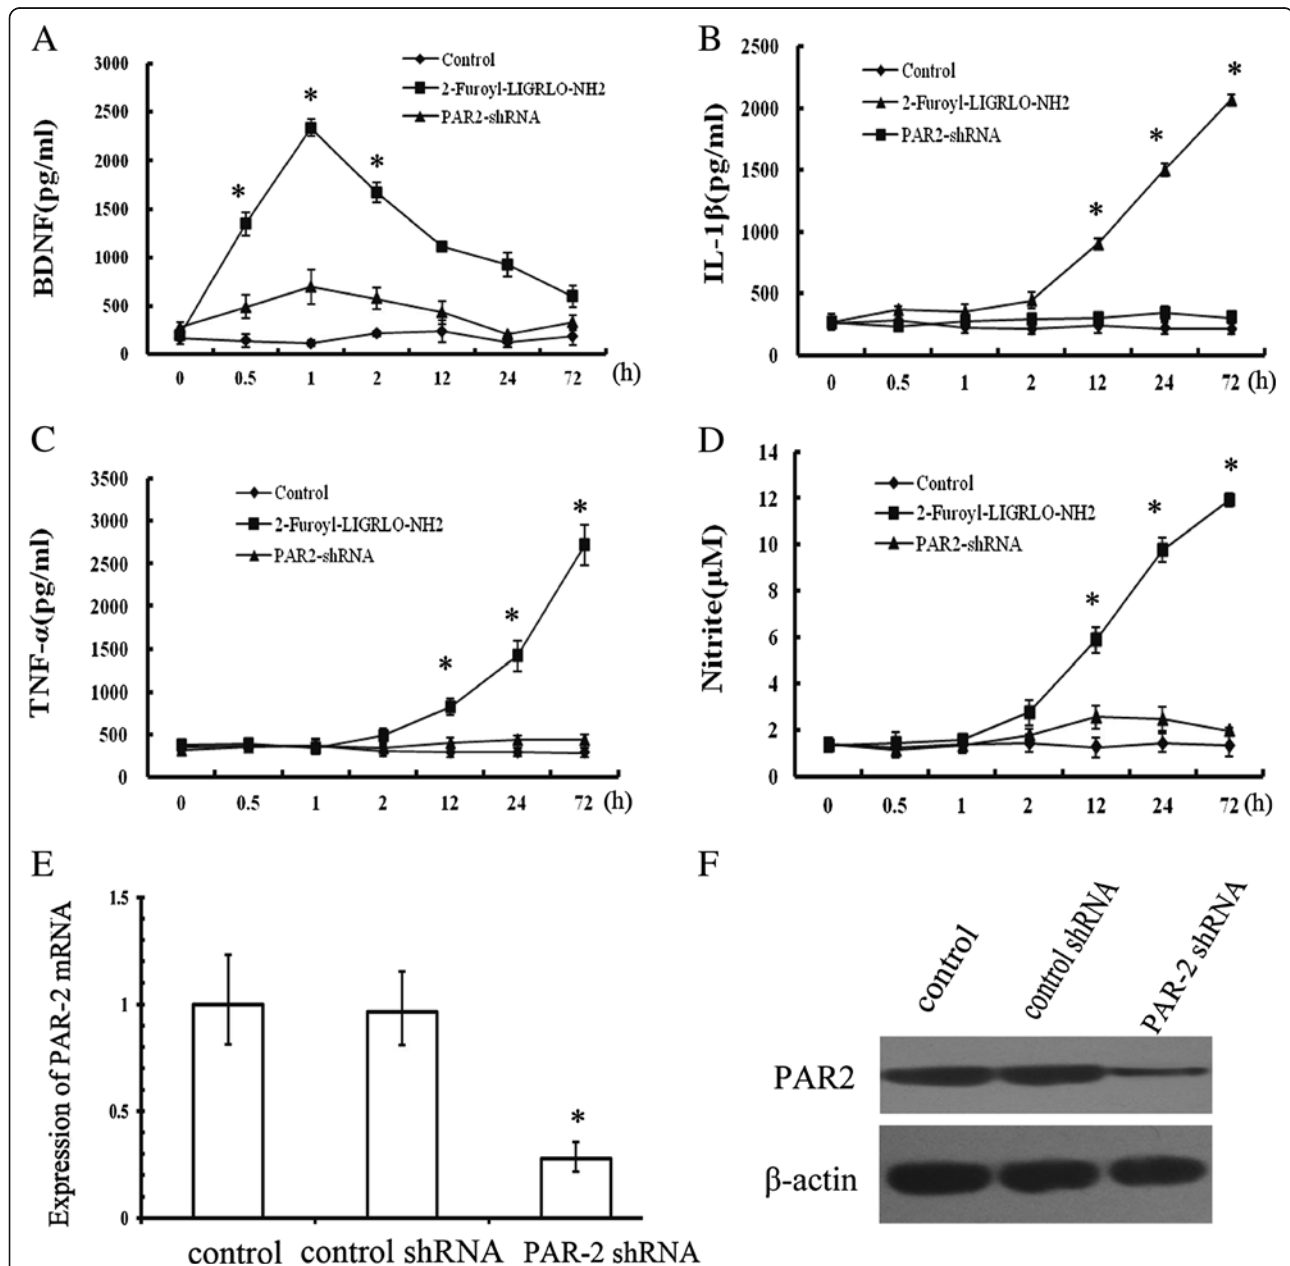 A
BDNF(pg/ml)
3000
2500
2000
1500
1000
500
0
Control
2-Furoyl-LIGRLO-NH2
PAR2-shRNA
*
*
*
0 0.5 1 2 12 24 72 (h)
B
IL-1β(pg/ml)
2500
2000
1500
1000
500
0
Control
2-Furoyl-LIGRLO-NH2
PAR2-shRNA
*
*
*
0 0.5 1 2 12 24 72 (h)
C
TNF-α(pg/ml)
3500
3000
2500
2000
1500
1000
500
0
Control
2-Furoyl-LIGRLO-NH2
PAR2-shRNA
*
*
*
0 0.5 1 2 12 24 72 (h)
D
Nitrite(μM)
14
12
10
8
6
4
2
0
Control
2-Furoyl-LIGRLO-NH2
PAR2-shRNA
*
*
*
0 0.5 1 2 12 24 72 (h)
E
Expression of PAR-2 mRNA
1.5
1
0.5
0
*
control control shRNA PAR-2 shRNA
F
control control shRNA PAR-2 shRNA
PAR2
β-actin